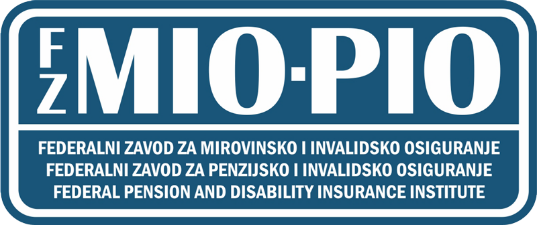 FZ MIO-PIO
FEDERALNI ZAVOD ZA MIROVINSKO I INVALIDSKO OSIGURANJE
FEDERALNI ZAVOD ZA PENZIJSKO I INVALIDSKO OSIGURANJE
FEDERAL PENSION AND DISABILITY INSURANCE INSTITUTE